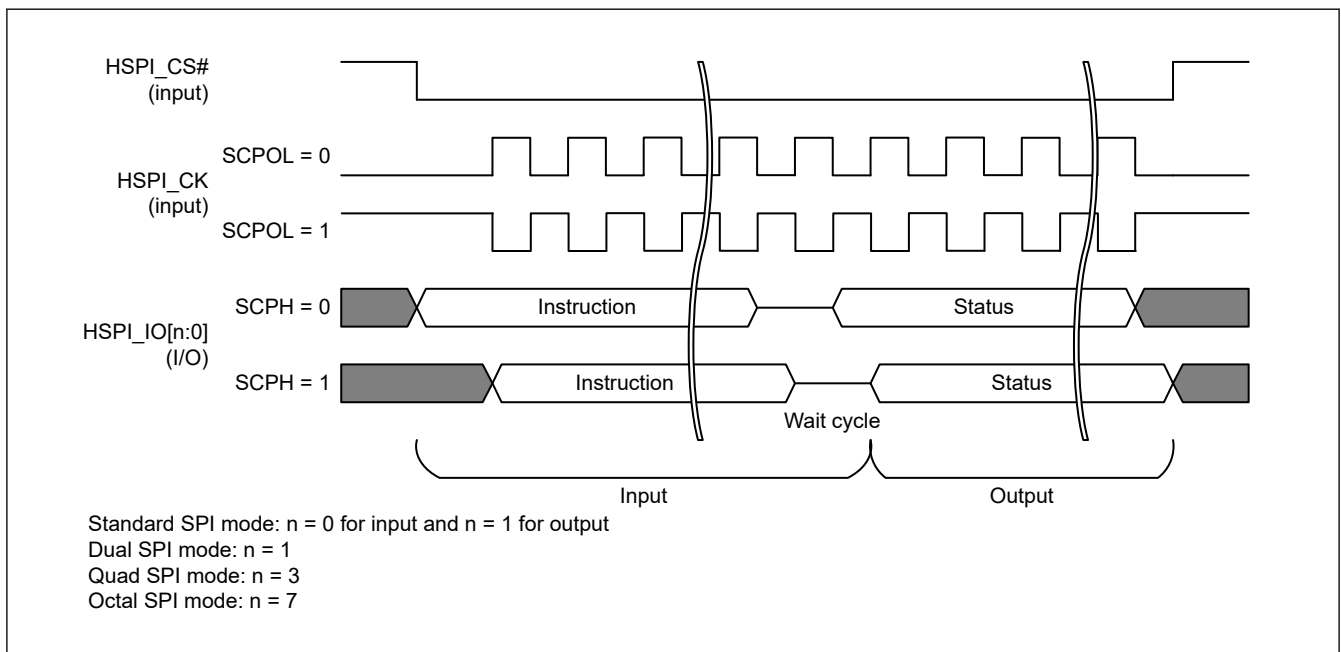 HSPI_CS#
(input)
SCPOL = 0
HSPI_CK
(input)
SCPOL = 1
SCPH = 0
Instruction
Status
HSPI_IO[n:0]
(I/O)
SCPH = 1
Instruction
Status
Wait cycle
Input
Output
Standard SPI mode: n = 0 for input and n = 1 for output
Dual SPI mode: n = 1
Quad SPI mode: n = 3
Octal SPI mode: n = 7